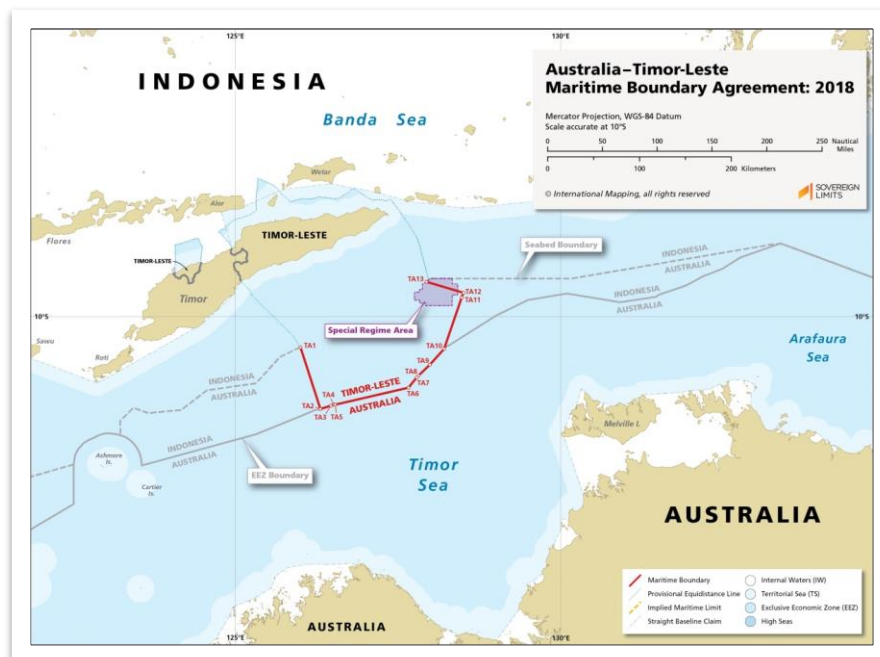 125°E
130°E
INDONESIA
Banda Sea
Australia–Timor-Leste
Maritime Boundary Agreement: 2018
Mercator Projection, WGS-84 Datum
Scale accurate at 10°S
0 50 100 150 200 250 Nautical
Miles
0 100 200 Kilometers
© International Mapping, all rights reserved
SOVEREIGN
LIMITS
Wetar
Alor
Flores
TIMOR-LESTE
TIMOR-LESTE
Timor
Seabed Boundary
INDONESIA
AUSTRALIA
INDONESIA
AUSTRALIA
TA13
TA12
TA11
10°S
10°S
Special Regime Area
Sawu
Roti
TA1
TA10
Arafaura
Sea
TA9
TA8
TA7
TA6
INDONESIA
AUSTRALIA
TIMOR-LESTE
AUSTRALIA
TA4
TA2
TA3
TA5
INDONESIA
AUSTRALIA
Ashmore
Is.
Cartier
Is.
EEZ Boundary
Melville I.
Timor
Sea
AUSTRALIA
AUSTRALIA
Maritime Boundary
Provisional Equidistance Line
Implied Maritime Limit
Straight Baseline Claim
Internal Waters (IW)
Territorial Sea (TS)
Exclusive Economic Zone (EEZ)
High Seas
125°E
130°E